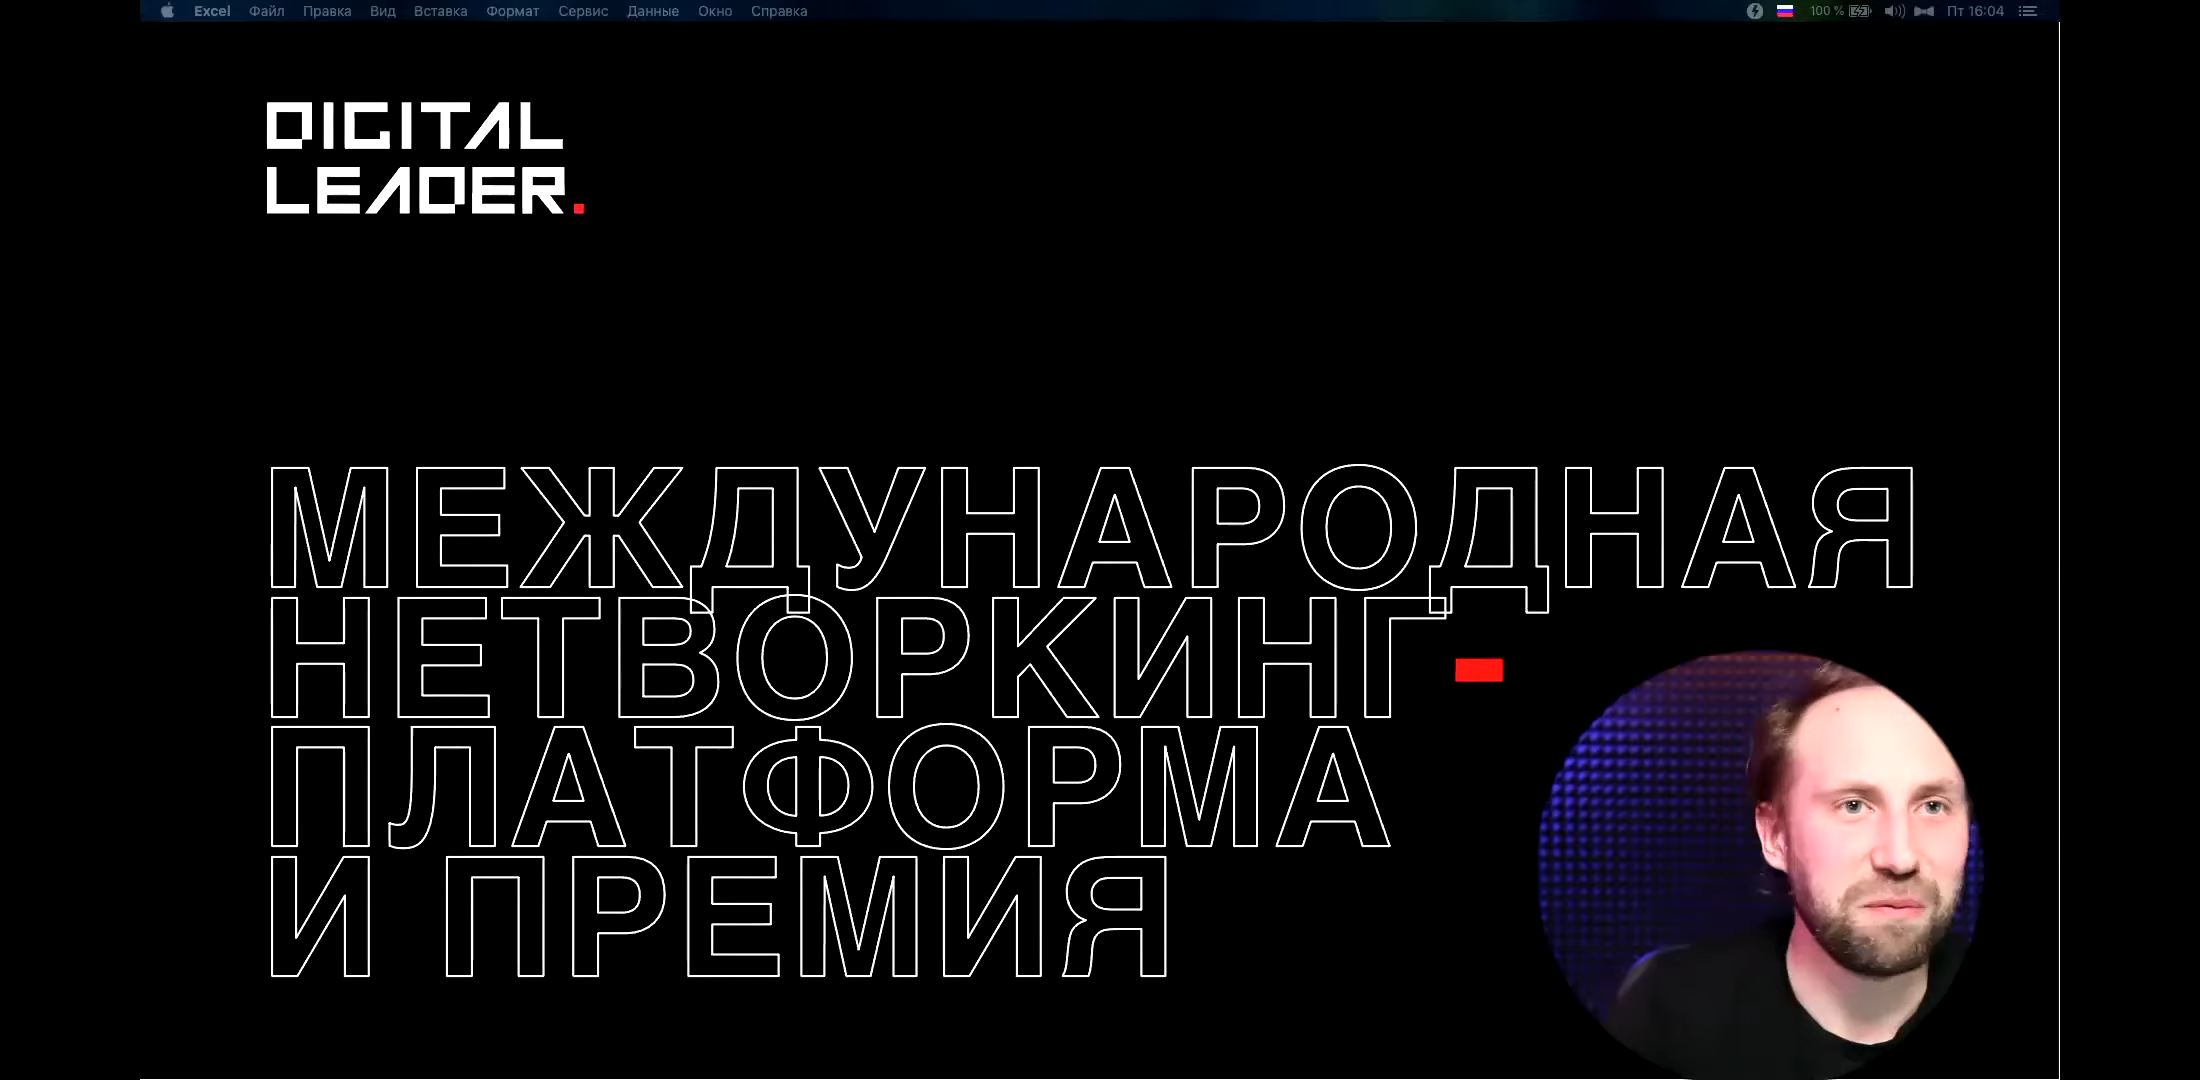 Excel Файл Правка Вид Вставка Формат Сервис Данные Окно Справка 100 % Пт 16:04
DIGITAL
LEADER.
МЕЖДУНАРОДНАЯ
НЕТВОРКИНГ-
ПЛАТФОРМА
И ПРЕМИЯ